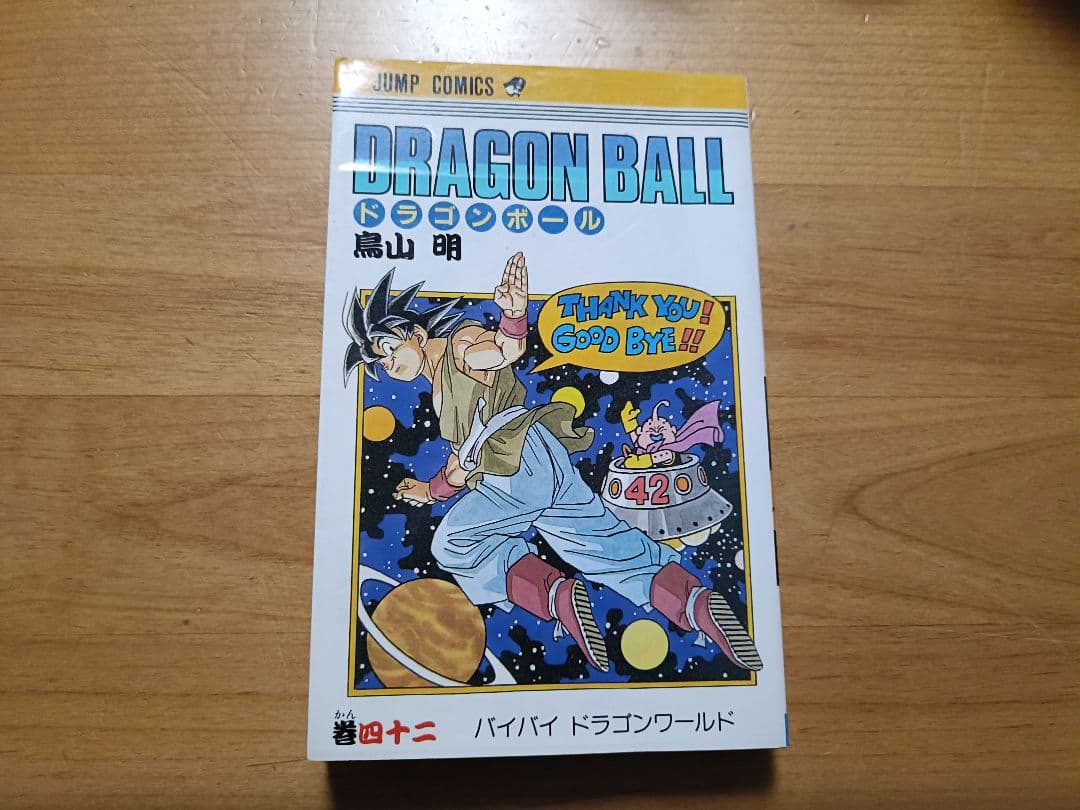 JUMP COMICS
DRAGON BALL
ドラゴンボール
鳥山 明
THANK YOU!
GOOD BYE!!
42
かん
巻四十二
バイバイ ドラゴンワールド